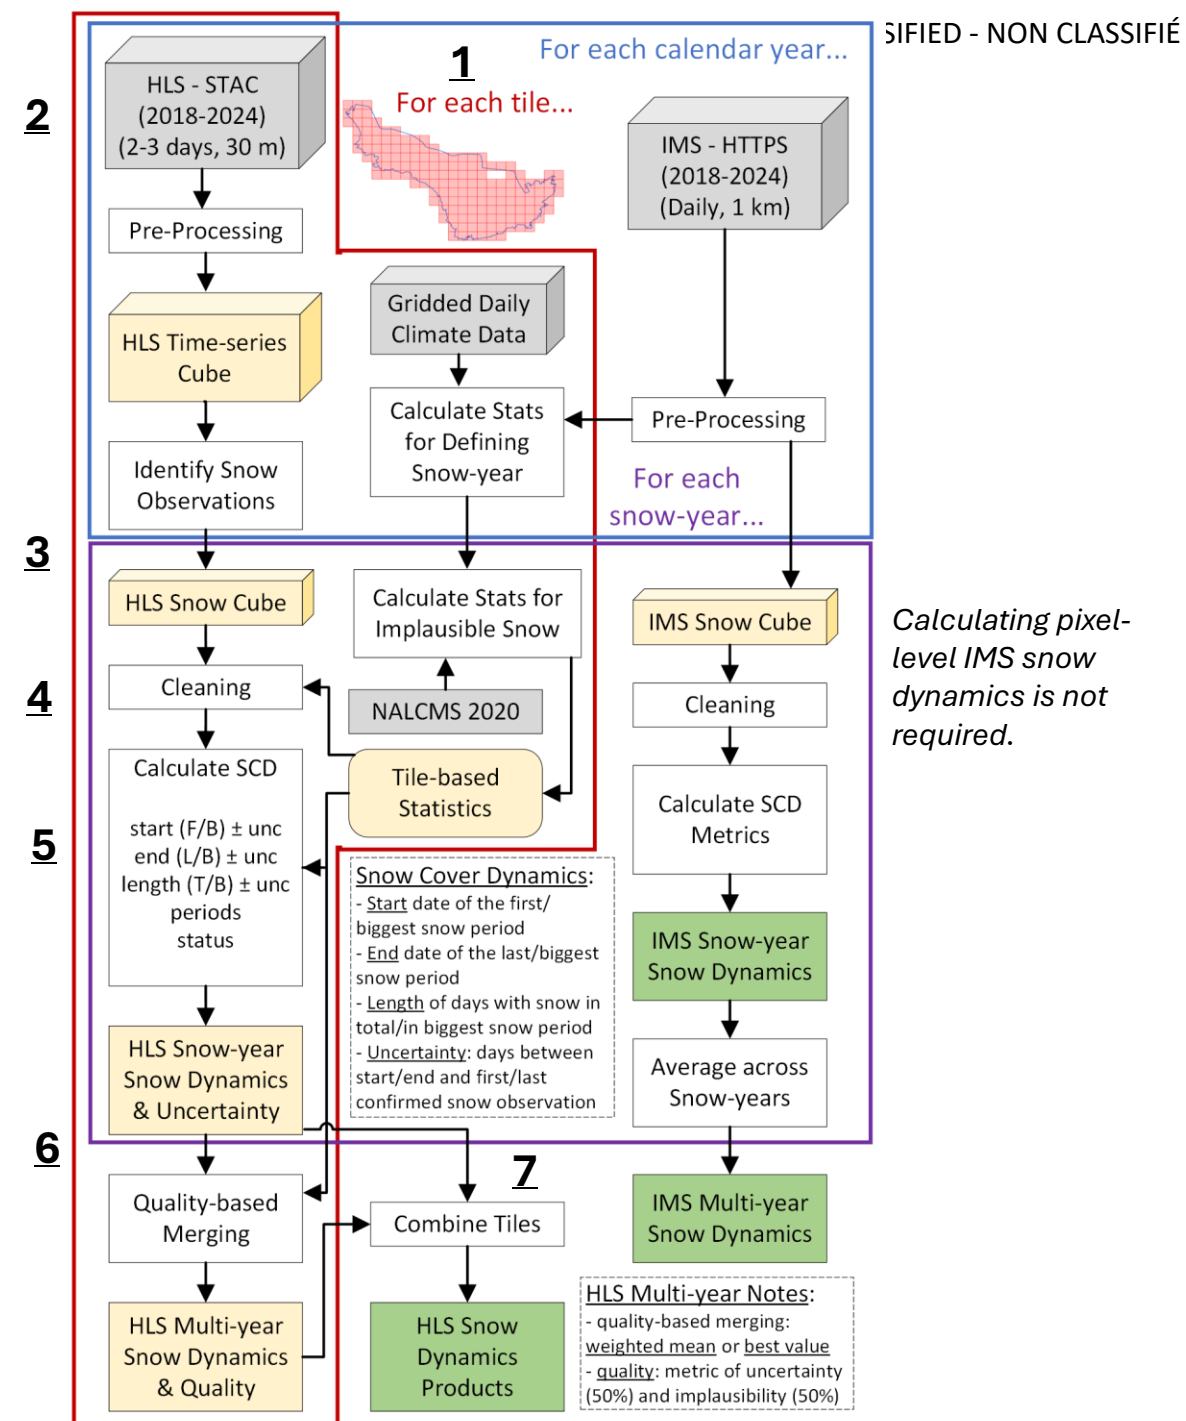 SIFIED - NON CLASSIFIÉ
For each calendar year...
1
For each tile...
2
HLS - STAC
(2018-2024)
(2-3 days, 30 m)
IMS - HTTPS
(2018-2024)
(Daily, 1 km)
Pre-Processing
Gridded Daily
Climate Data
HLS Time-series
Cube
Calculate Stats
for Defining
Snow-year
Pre-Processing
Identify Snow
Observations
For each
snow-year...
3
HLS Snow Cube
Calculate Stats for
Implausible Snow
IMS Snow Cube
Calculating pixel-
level IMS snow
dynamics is not
required.
4
Cleaning
NALCMS 2020
Cleaning
Calculate SCD
start (F/B) ± unc
end (L/B) ± unc
length (T/B) ± unc
periods
status
Tile-based
Statistics
Calculate SCD
Metrics
5
Snow Cover Dynamics:
- Start date of the first/
biggest snow period
- End date of the last/biggest
snow period
- Length of days with snow in
total/in biggest snow period
- Uncertainty: days between
start/end and first/last
confirmed snow observation
IMS Snow-year
Snow Dynamics
HLS Snow-year
Snow Dynamics
& Uncertainty
Average across
Snow-years
6
7
Quality-based
Merging
Combine Tiles
IMS Multi-year
Snow Dynamics
HLS Multi-year
Snow Dynamics
& Quality
HLS Snow
Dynamics
Products
HLS Multi-year Notes:
- quality-based merging:
weighted mean or best value
- quality: metric of uncertainty
(50%) and implausibility (50%)